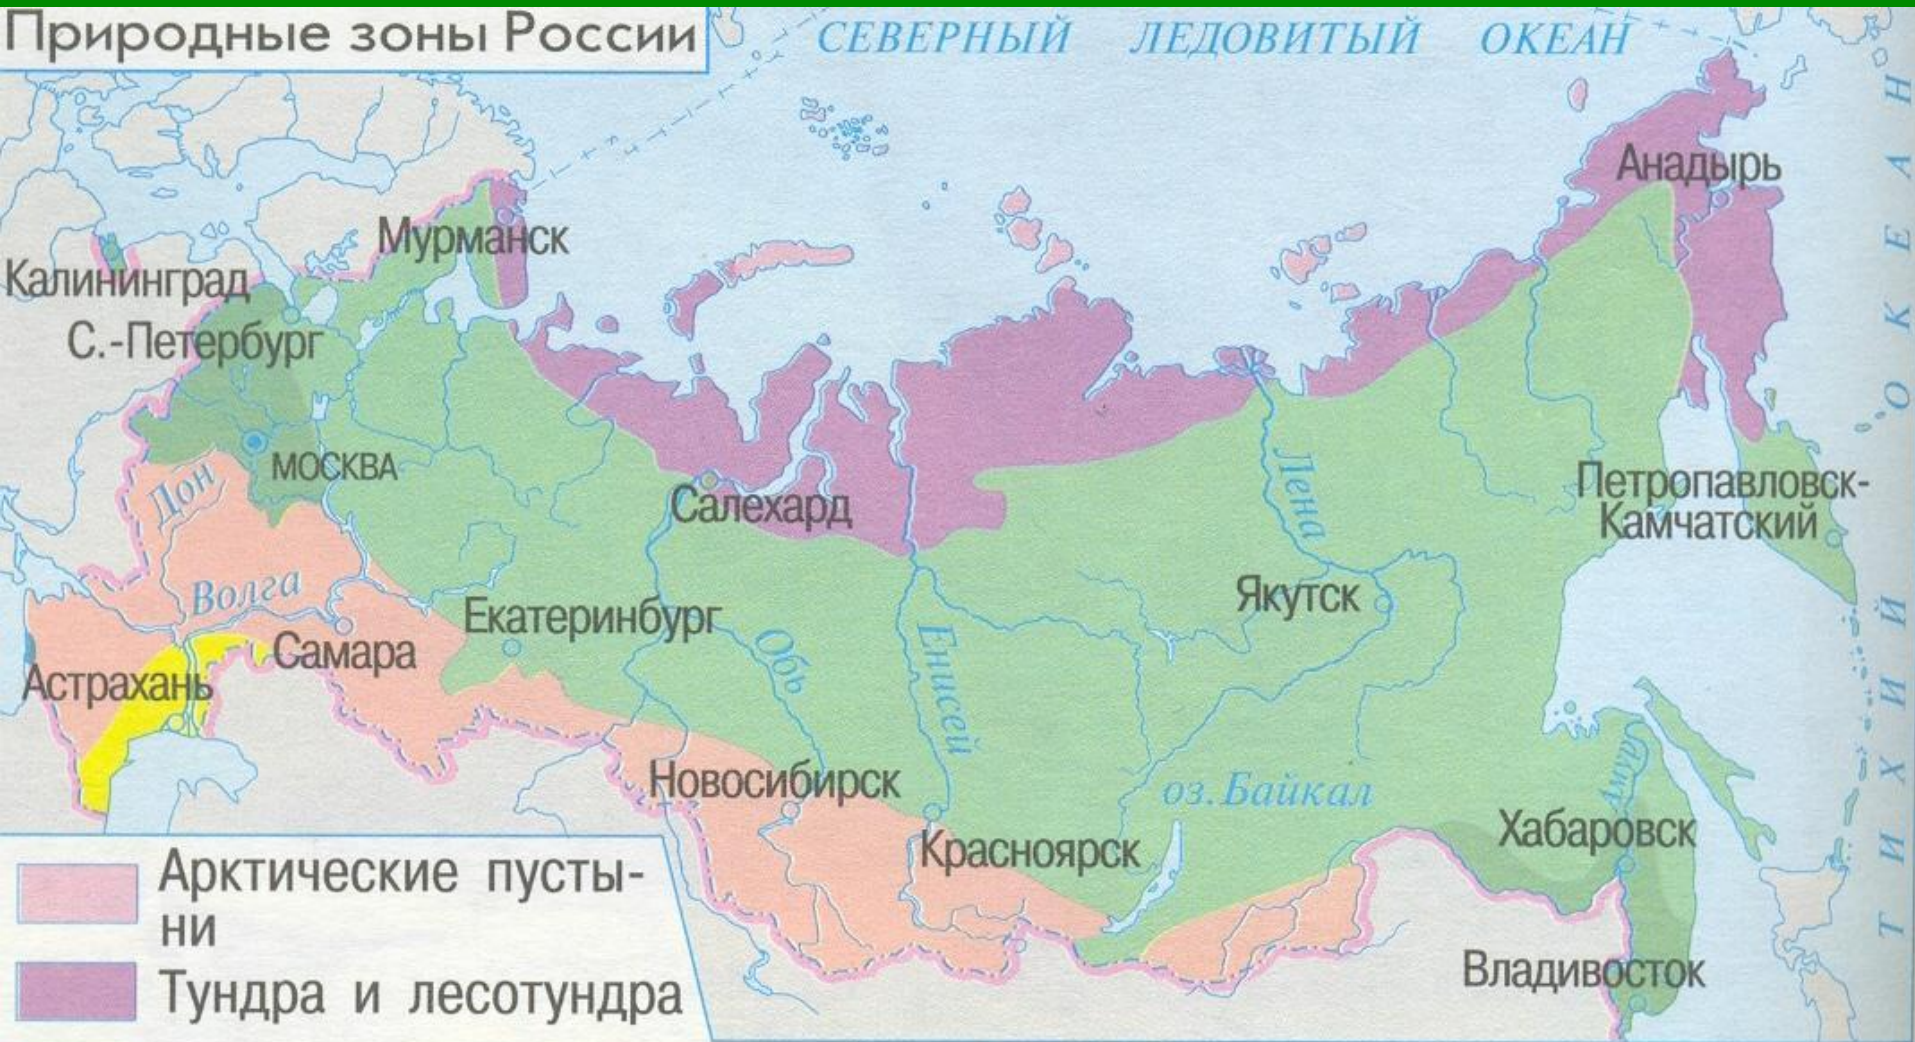 Природные зоны России
СЕВЕРНЫЙ ЛЕДОВИТЫЙ ОКЕАН
ТИХИЙ ОКЕАН
Анадырь
Мурманск
Калининград
С.-Петербург
МОСКВА
Дон
Салехард
Лена
Петропавловск-
Камчатский
Волга
Якутск
Екатеринбург
Обь
Енисей
Самара
Астрахань
Новосибирск
оз. Байкал
Амур
Хабаровск
Красноярск
Владивосток
Арктические пусты-
ни
Тундра и лесотундра